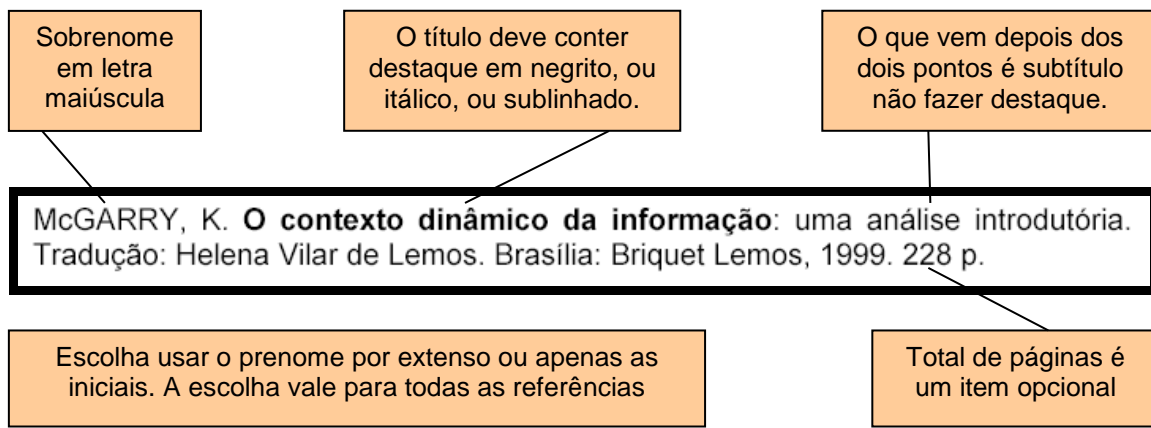 Sobrenome
em letra
maiúscula
O título deve conter
destaque em negrito, ou
itálico, ou sublinhado.
O que vem depois dos
dois pontos é subtítulo
não fazer destaque.
McGARRY, K. O contexto dinâmico da informação: uma análise introdutória.
Tradução: Helena Vilar de Lemos. Brasília: Briquet Lemos, 1999. 228 p.
Escolha usar o prenome por extenso ou apenas as
iniciais. A escolha vale para todas as referências
Total de páginas é
um item opcional